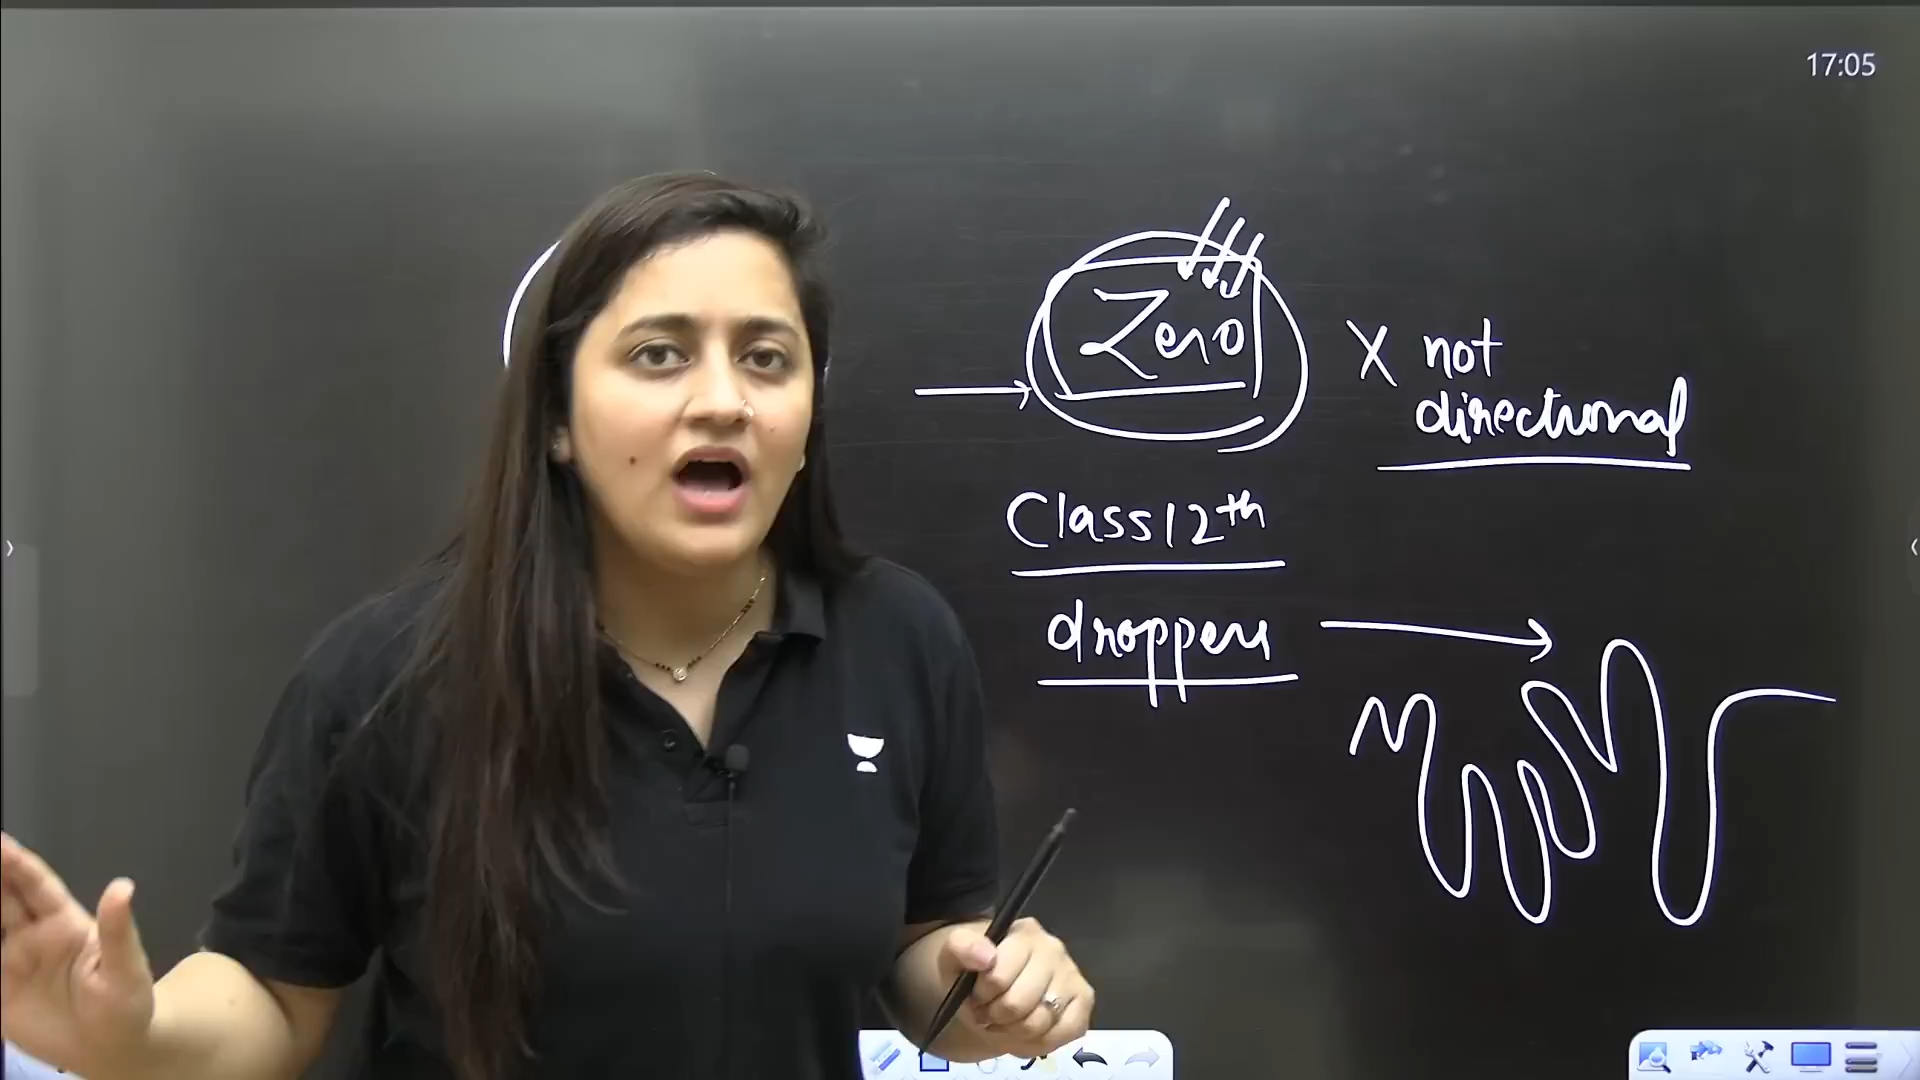 17:05
Zero
X not
directional
Class 12th
droppers